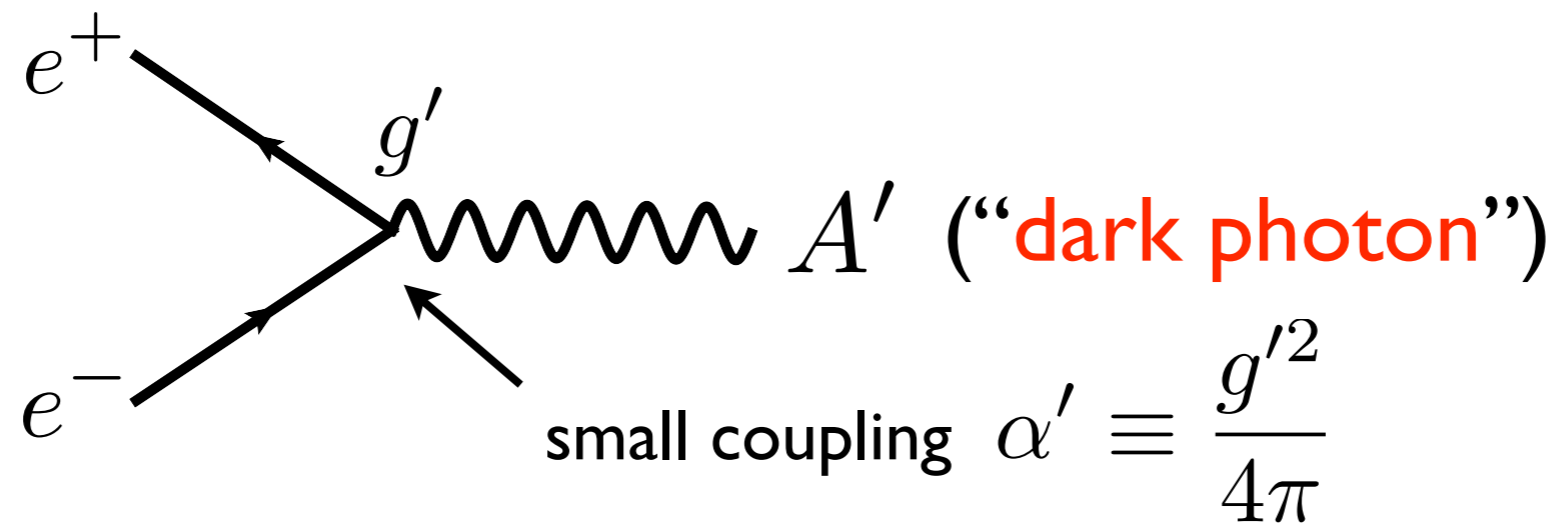 e⁺
g′
A′ (“dark photon”)
e⁻
small coupling α′ ≡ g′²/4π